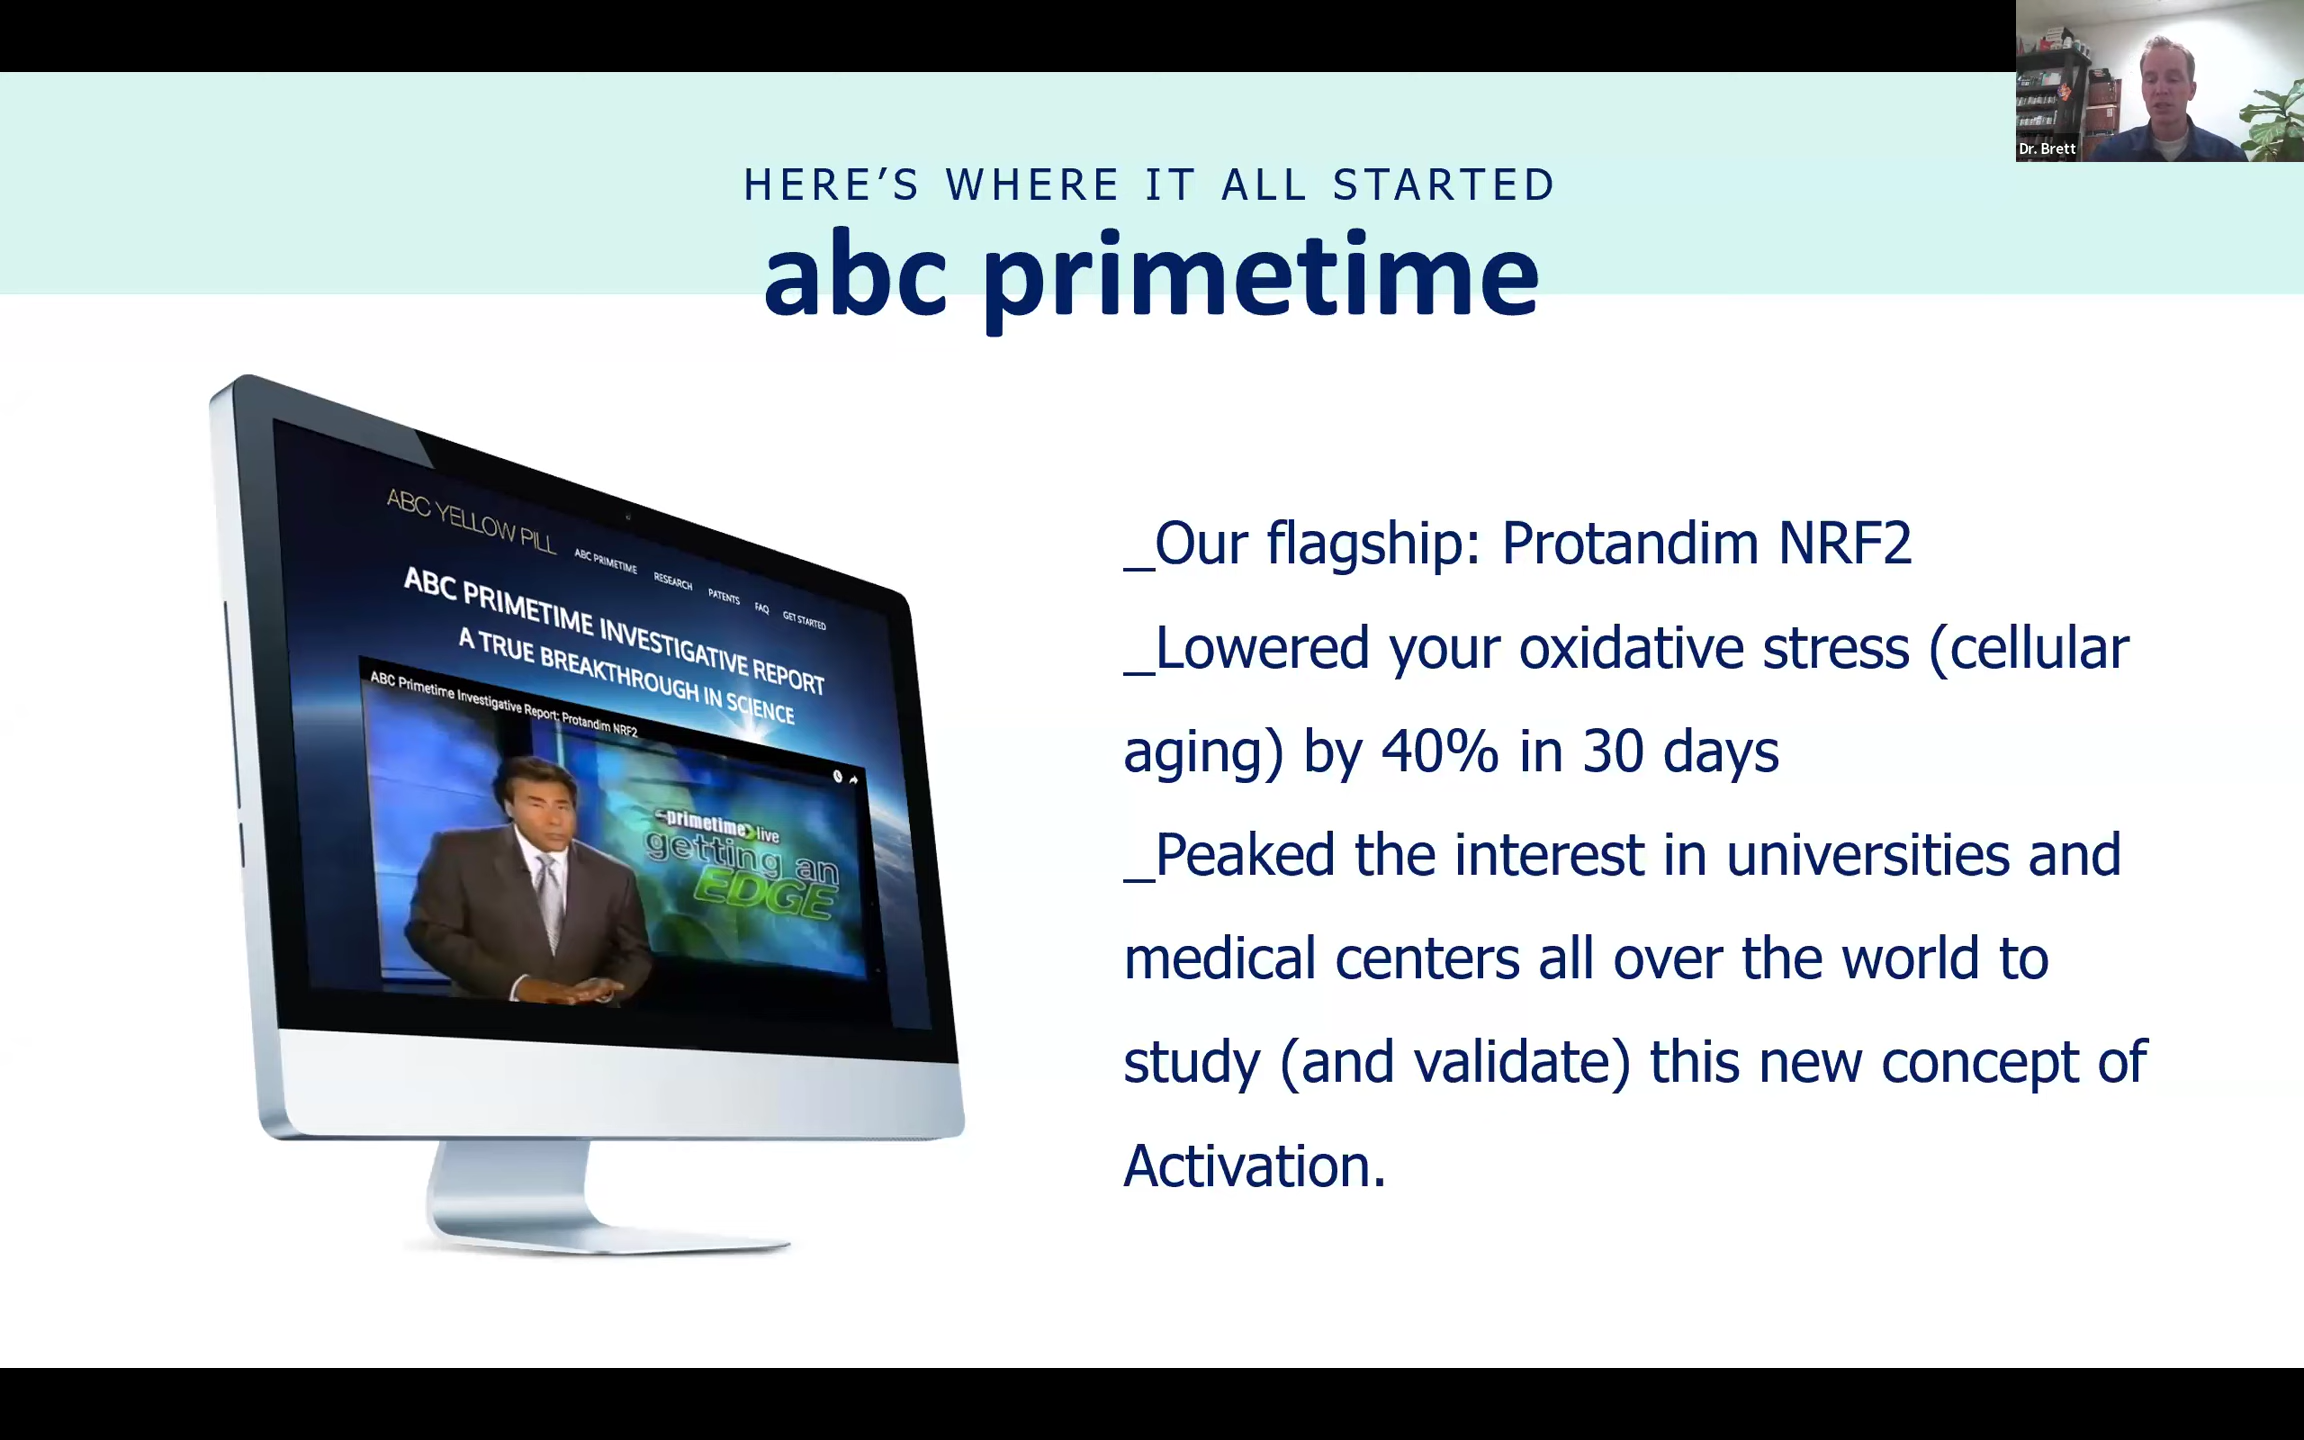 Dr. Brett
HERE'S WHERE IT ALL STARTED
abc primetime
ABC YELLOW PILL
ABC PRIMETIME RESEARCH PATENTS FAQ GET STARTED
ABC PRIMETIME INVESTIGATIVE REPORT
A TRUE BREAKTHROUGH IN SCIENCE
ABC Primetime Investigative Report: Protandim NRF2
primetime live
getting an
EDGE
_Our flagship: Protandim NRF2
_Lowered your oxidative stress (cellular
aging) by 40% in 30 days
_Peaked the interest in universities and
medical centers all over the world to
study (and validate) this new concept of
Activation.